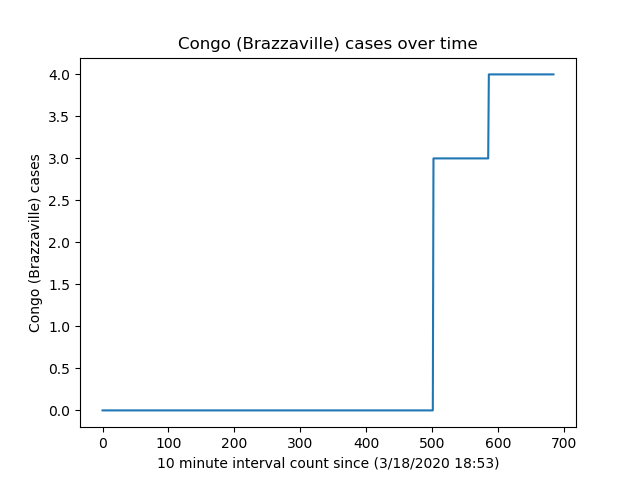 Congo (Brazzaville) cases over time
4.0
3.5
3.0
2.5
2.0
1.5
1.0
0.5
0.0
Congo (Brazzaville) cases
0 100 200 300 400 500 600 700
10 minute interval count since (3/18/2020 18:53)